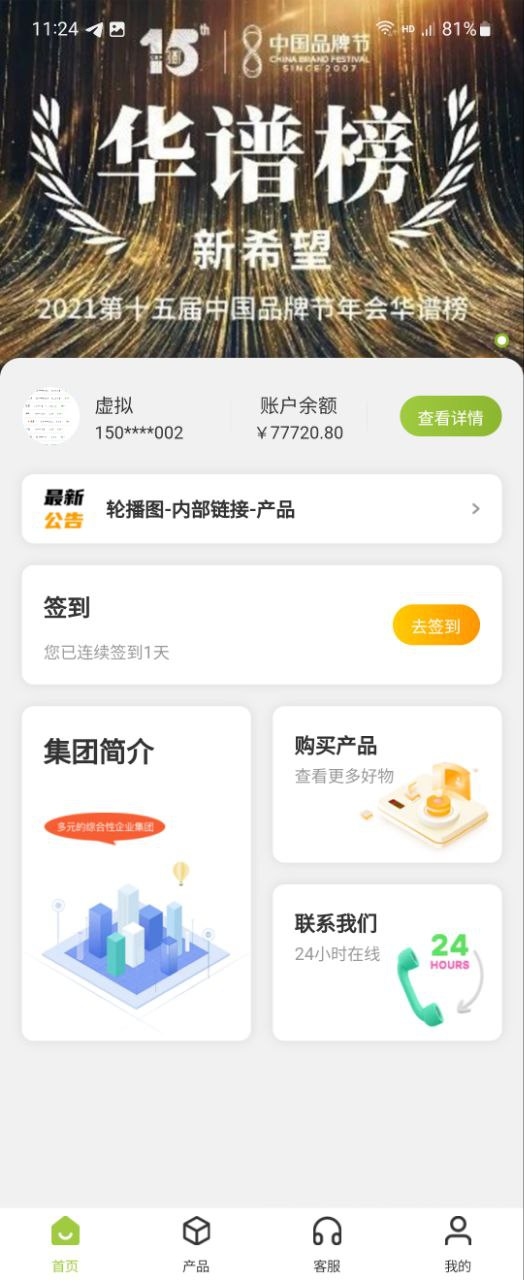 11:24
HD
81%
15th
中国品牌节
CHINA BRAND FESTIVAL
SINCE 2007
华谱榜
新希望
2021第十五届中国品牌节年会华谱榜
虚拟
150****002
账户余额
￥77720.80
查看详情
最新
公告
轮播图-内部链接-产品
签到
您已连续签到1天
去签到
集团简介
多元的综合性企业集团
购买产品
查看更多好物
联系我们
24小时在线
24
HOURS
首页
产品
客服
我的